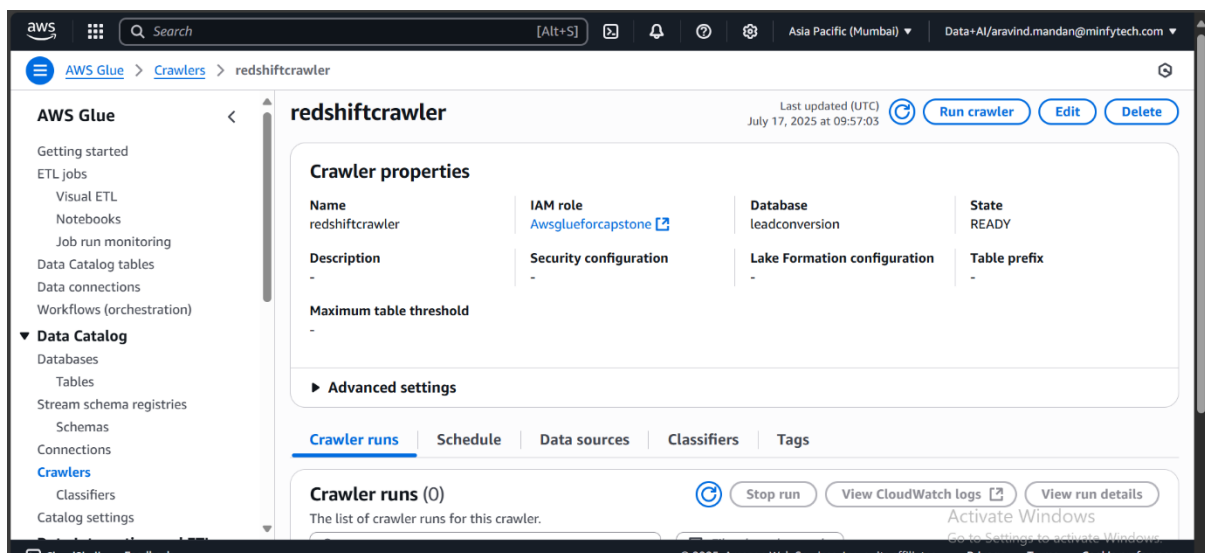 aws Search [Alt+S] Asia Pacific (Mumbai) ▼ Data+AI/aravind.mandan@minfytech.com ▼
AWS Glue > Crawlers > redshiftcrawler
AWS Glue
Getting started
ETL jobs
Visual ETL
Notebooks
Job run monitoring
Data Catalog tables
Data connections
Workflows (orchestration)
▼ Data Catalog
Databases
Tables
Stream schema registries
Schemas
Connections
Crawlers
Classifiers
Catalog settings
redshiftcrawler
Last updated (UTC)
July 17, 2025 at 09:57:03
Run crawler Edit Delete
Crawler properties
Name
redshiftcrawler
IAM role
Awsglueforcapstone
Database
leadconversion
State
READY
Description
-
Security configuration
-
Lake Formation configuration
-
Table prefix
-
Maximum table threshold
-
▶ Advanced settings
Crawler runs Schedule Data sources Classifiers Tags
Crawler runs (0)
Stop run View CloudWatch logs View run details
The list of crawler runs for this crawler.
Activate Windows
Go to Settings to activate Windows.